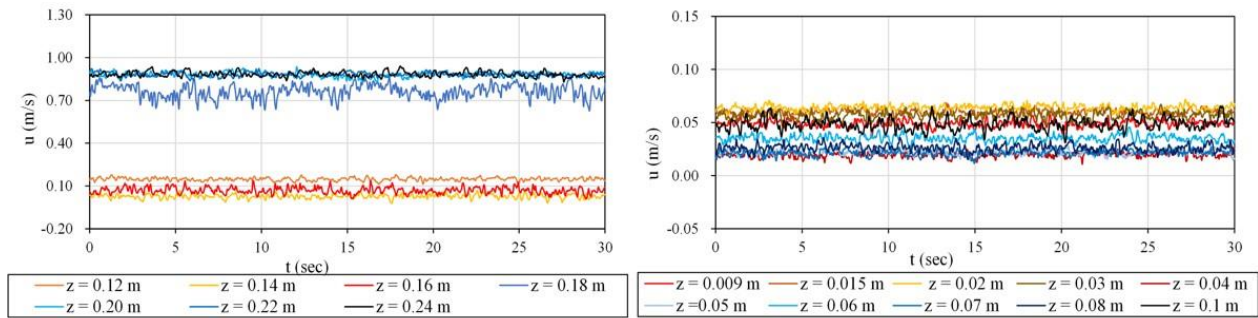 1.30
1.00
0.70
0.40
0.10
-0.20
u (m/s)
0 5 10 15 20 25 30
t (sec)
z = 0.12 m z = 0.14 m z = 0.16 m z = 0.18 m
z = 0.20 m z = 0.22 m z = 0.24 m
0.15
0.10
0.05
0.00
-0.05
u (m/s)
0 5 10 15 20 25 30
t (sec)
z = 0.009 m z = 0.015 m z = 0.02 m z = 0.03 m z = 0.04 m
z =0.05 m z = 0.06 m z = 0.07 m z = 0.08 m z = 0.1 m